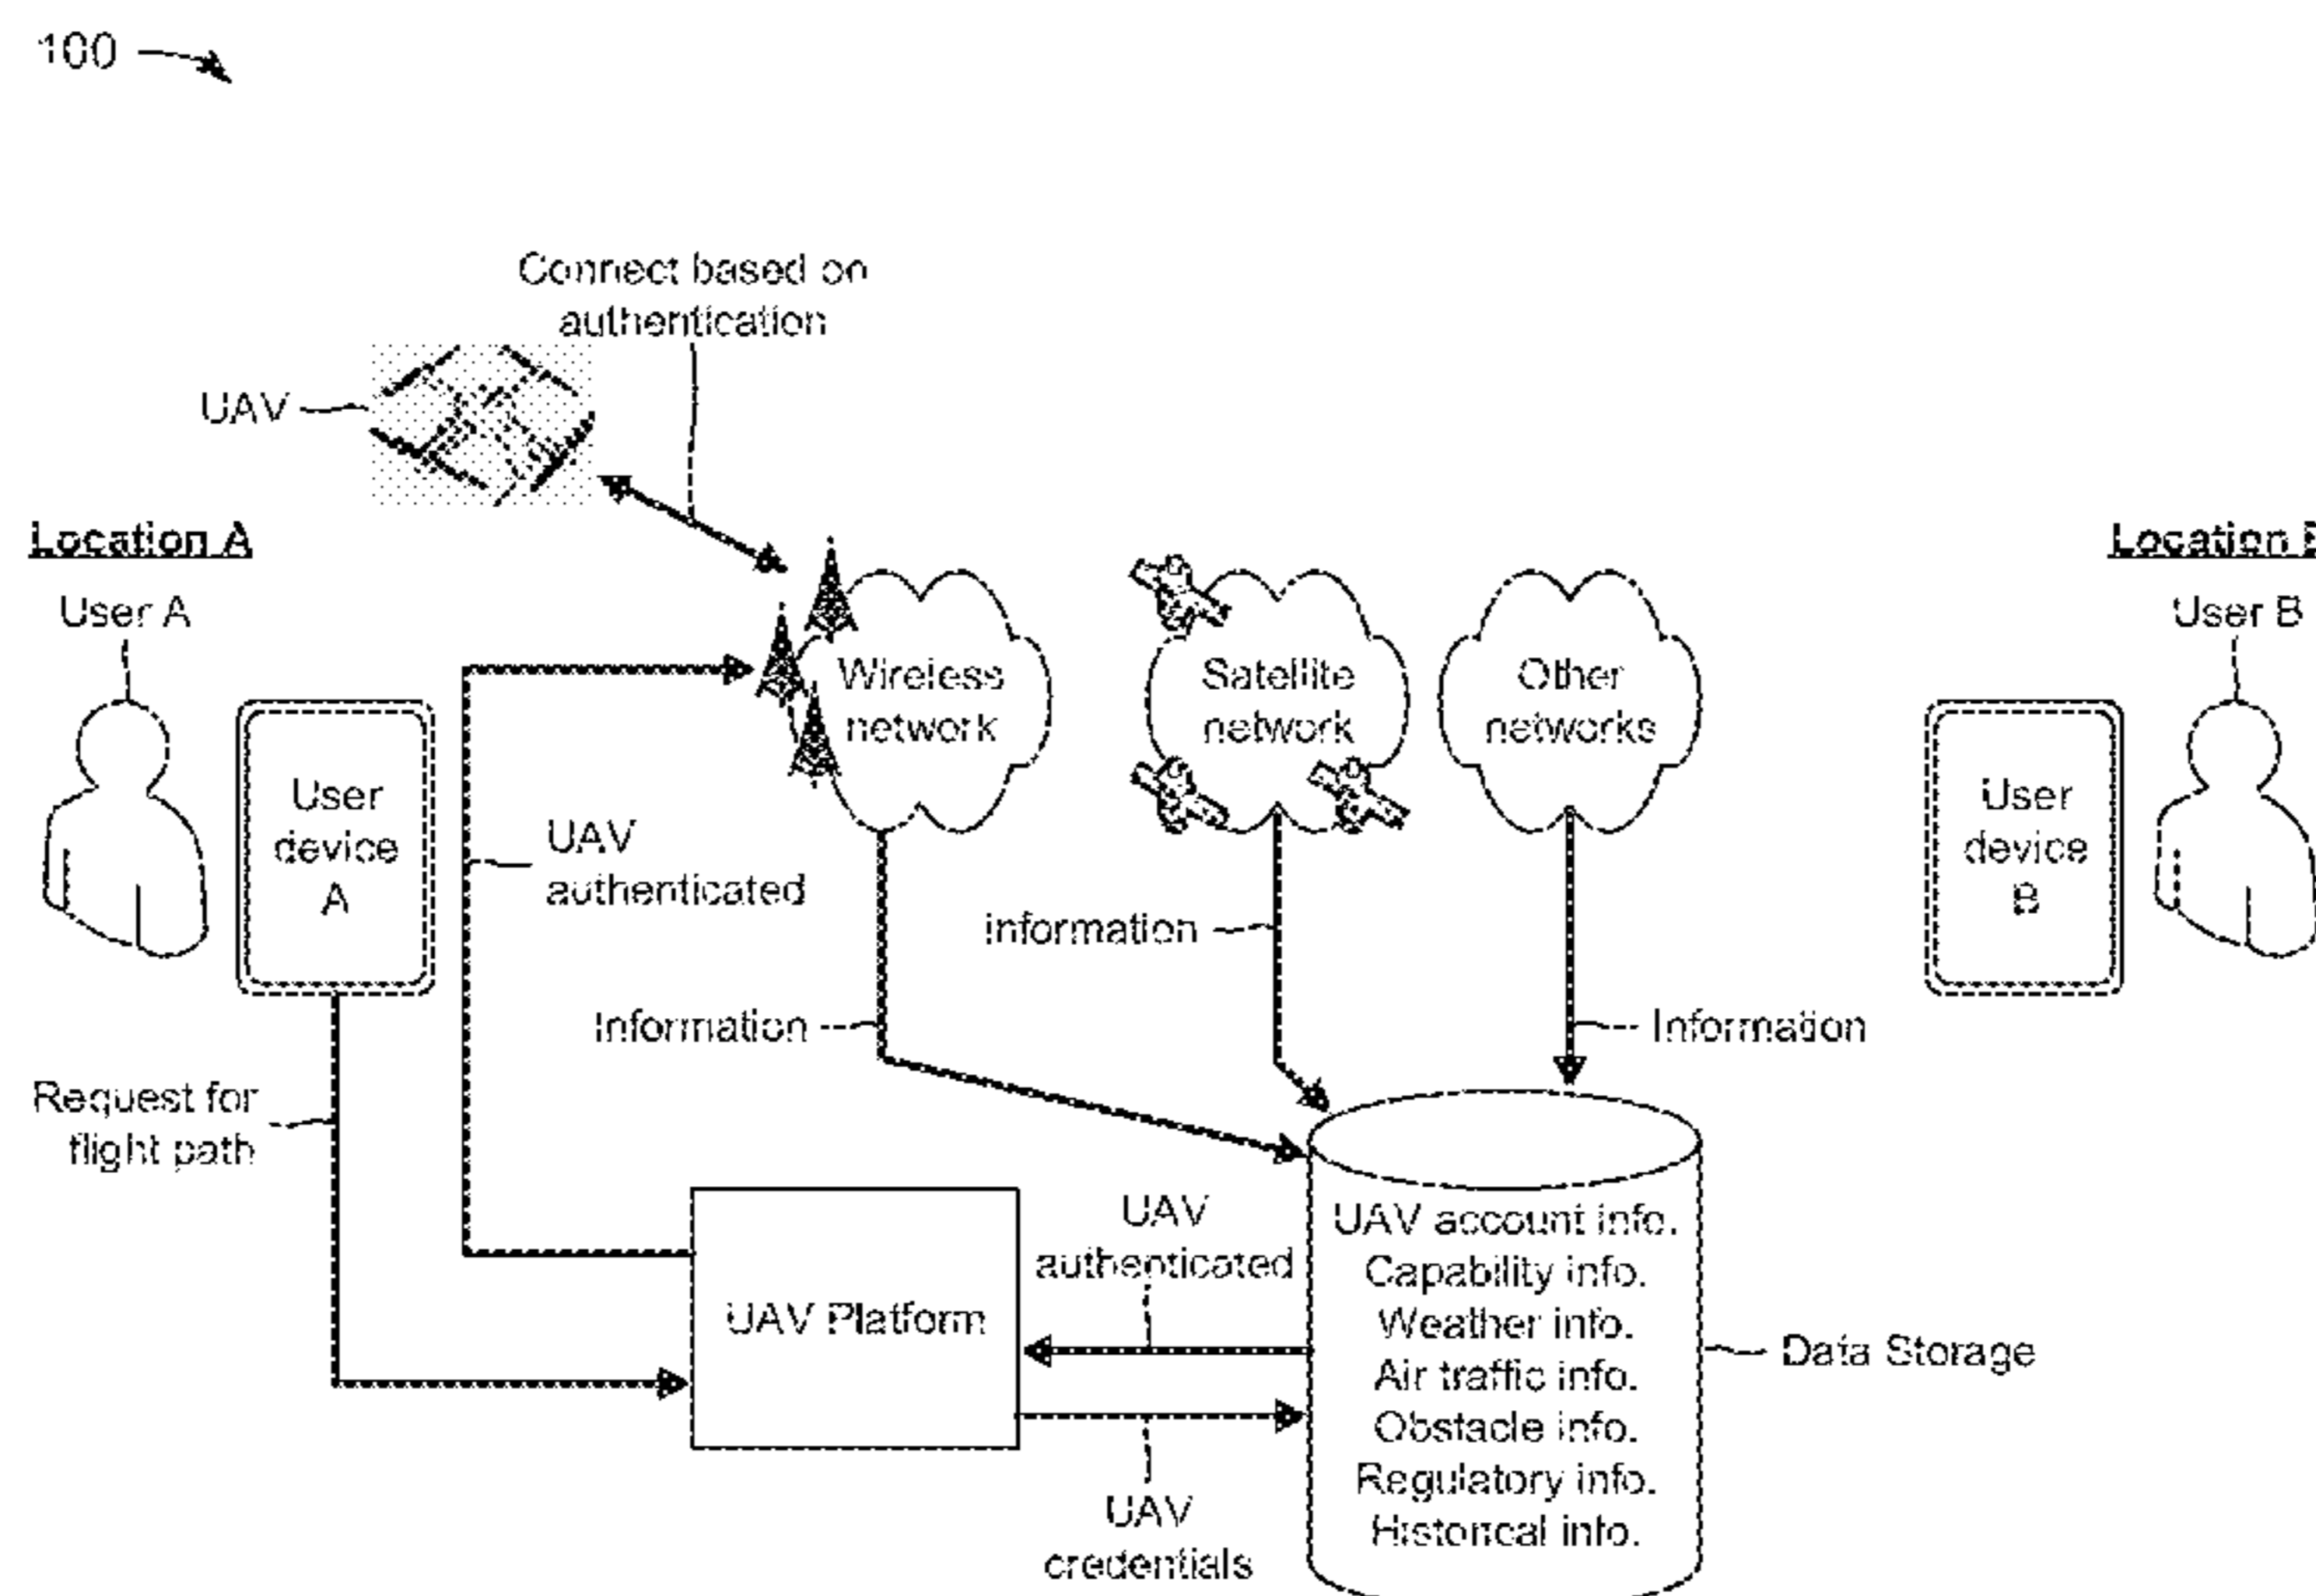 100
Connect based on
authentication
UAV
Location A
Location
User A
User B
Wireless
network
Satellite
network
Other
networks
User
device
A
User
device
B
UAV
authenticated
Information
Information
Information
Request for
flight path
UAV
authenticated
UAV Platform
UAV account info.
Capability info.
Weather info.
Air traffic info.
Obstacle info.
Regulatory info.
Historical info.
Data Storage
UAV
credentials